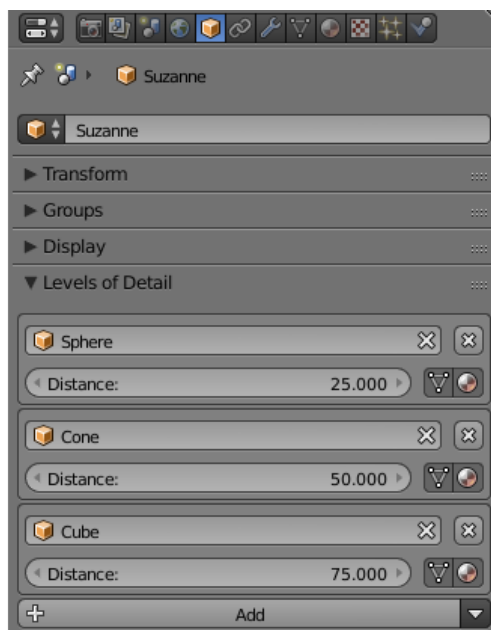 Suzanne
Suzanne
Transform
Groups
Display
Levels of Detail
Sphere
Distance: 25.000
Cone
Distance: 50.000
Cube
Distance: 75.000
Add